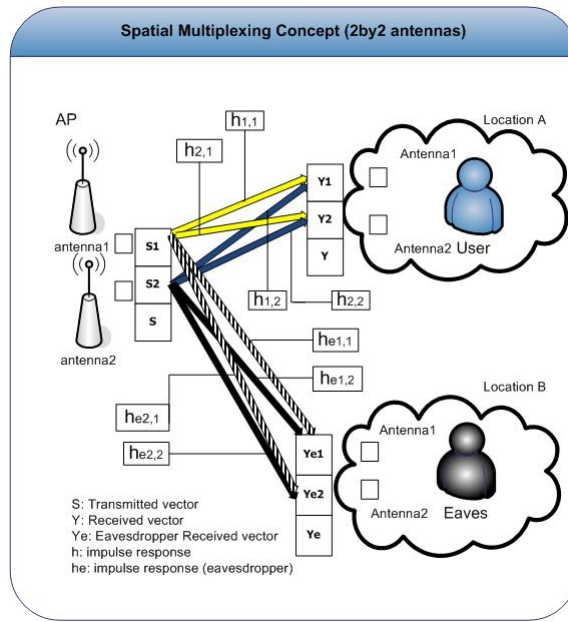 Spatial Multiplexing Concept (2by2 antennas)
AP
h1,1
h2,1
Location A
Antenna1
Y1
Y2
Y
antenna1
S1
S2
S
Antenna2 User
h1,2
h2,2
antenna2
he1,1
he1,2
Location B
he2,1
he2,2
Antenna1
Ye1
Ye2
Ye
Antenna2 Eaves
S: Transmitted vector
Y: Received vector
Ye: Eavesdropper Received vector
h: impulse response
he: impulse response (eavesdropper)